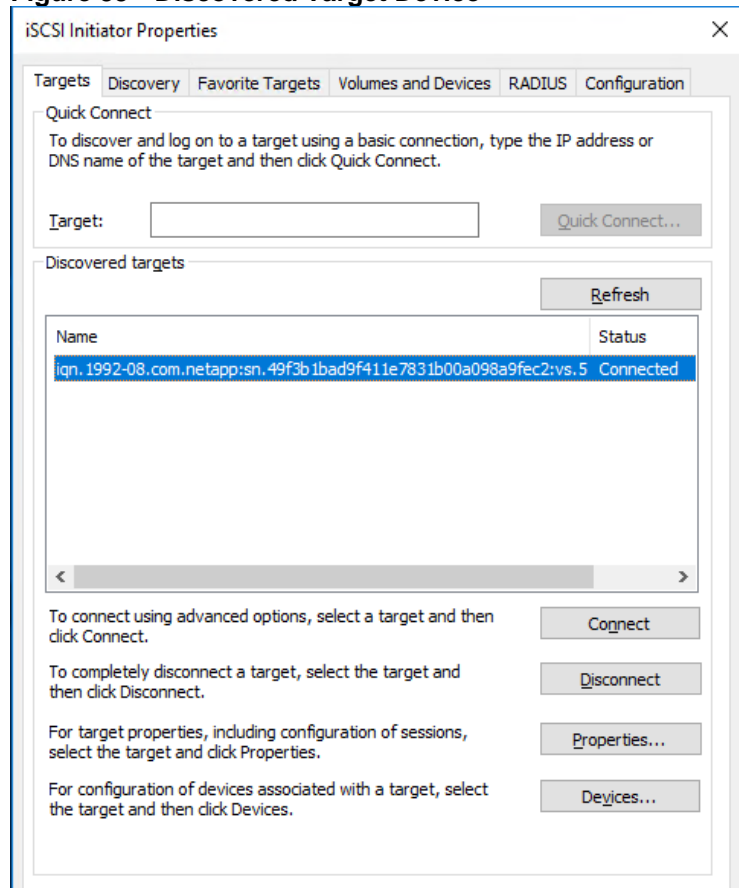 Figure 55 Discovered Target Device
iSCSI Initiator Properties
Targets Discovery Favorite Targets Volumes and Devices RADIUS Configuration
Quick Connect
To discover and log on to a target using a basic connection, type the IP address or
DNS name of the target and then click Quick Connect.
Target:
Quick Connect...
Discovered targets
Refresh
Name Status
iqn.1992-08.com.netapp:sn.49f3b1bad9f411e7831b00a098a9fec2:vs.5 Connected
To connect using advanced options, select a target and then
click Connect.
Connect
To completely disconnect a target, select the target and
then click Disconnect.
Disconnect
For target properties, including configuration of sessions,
select the target and click Properties.
Properties...
For configuration of devices associated with a target, select
the target and then click Devices.
Devices...